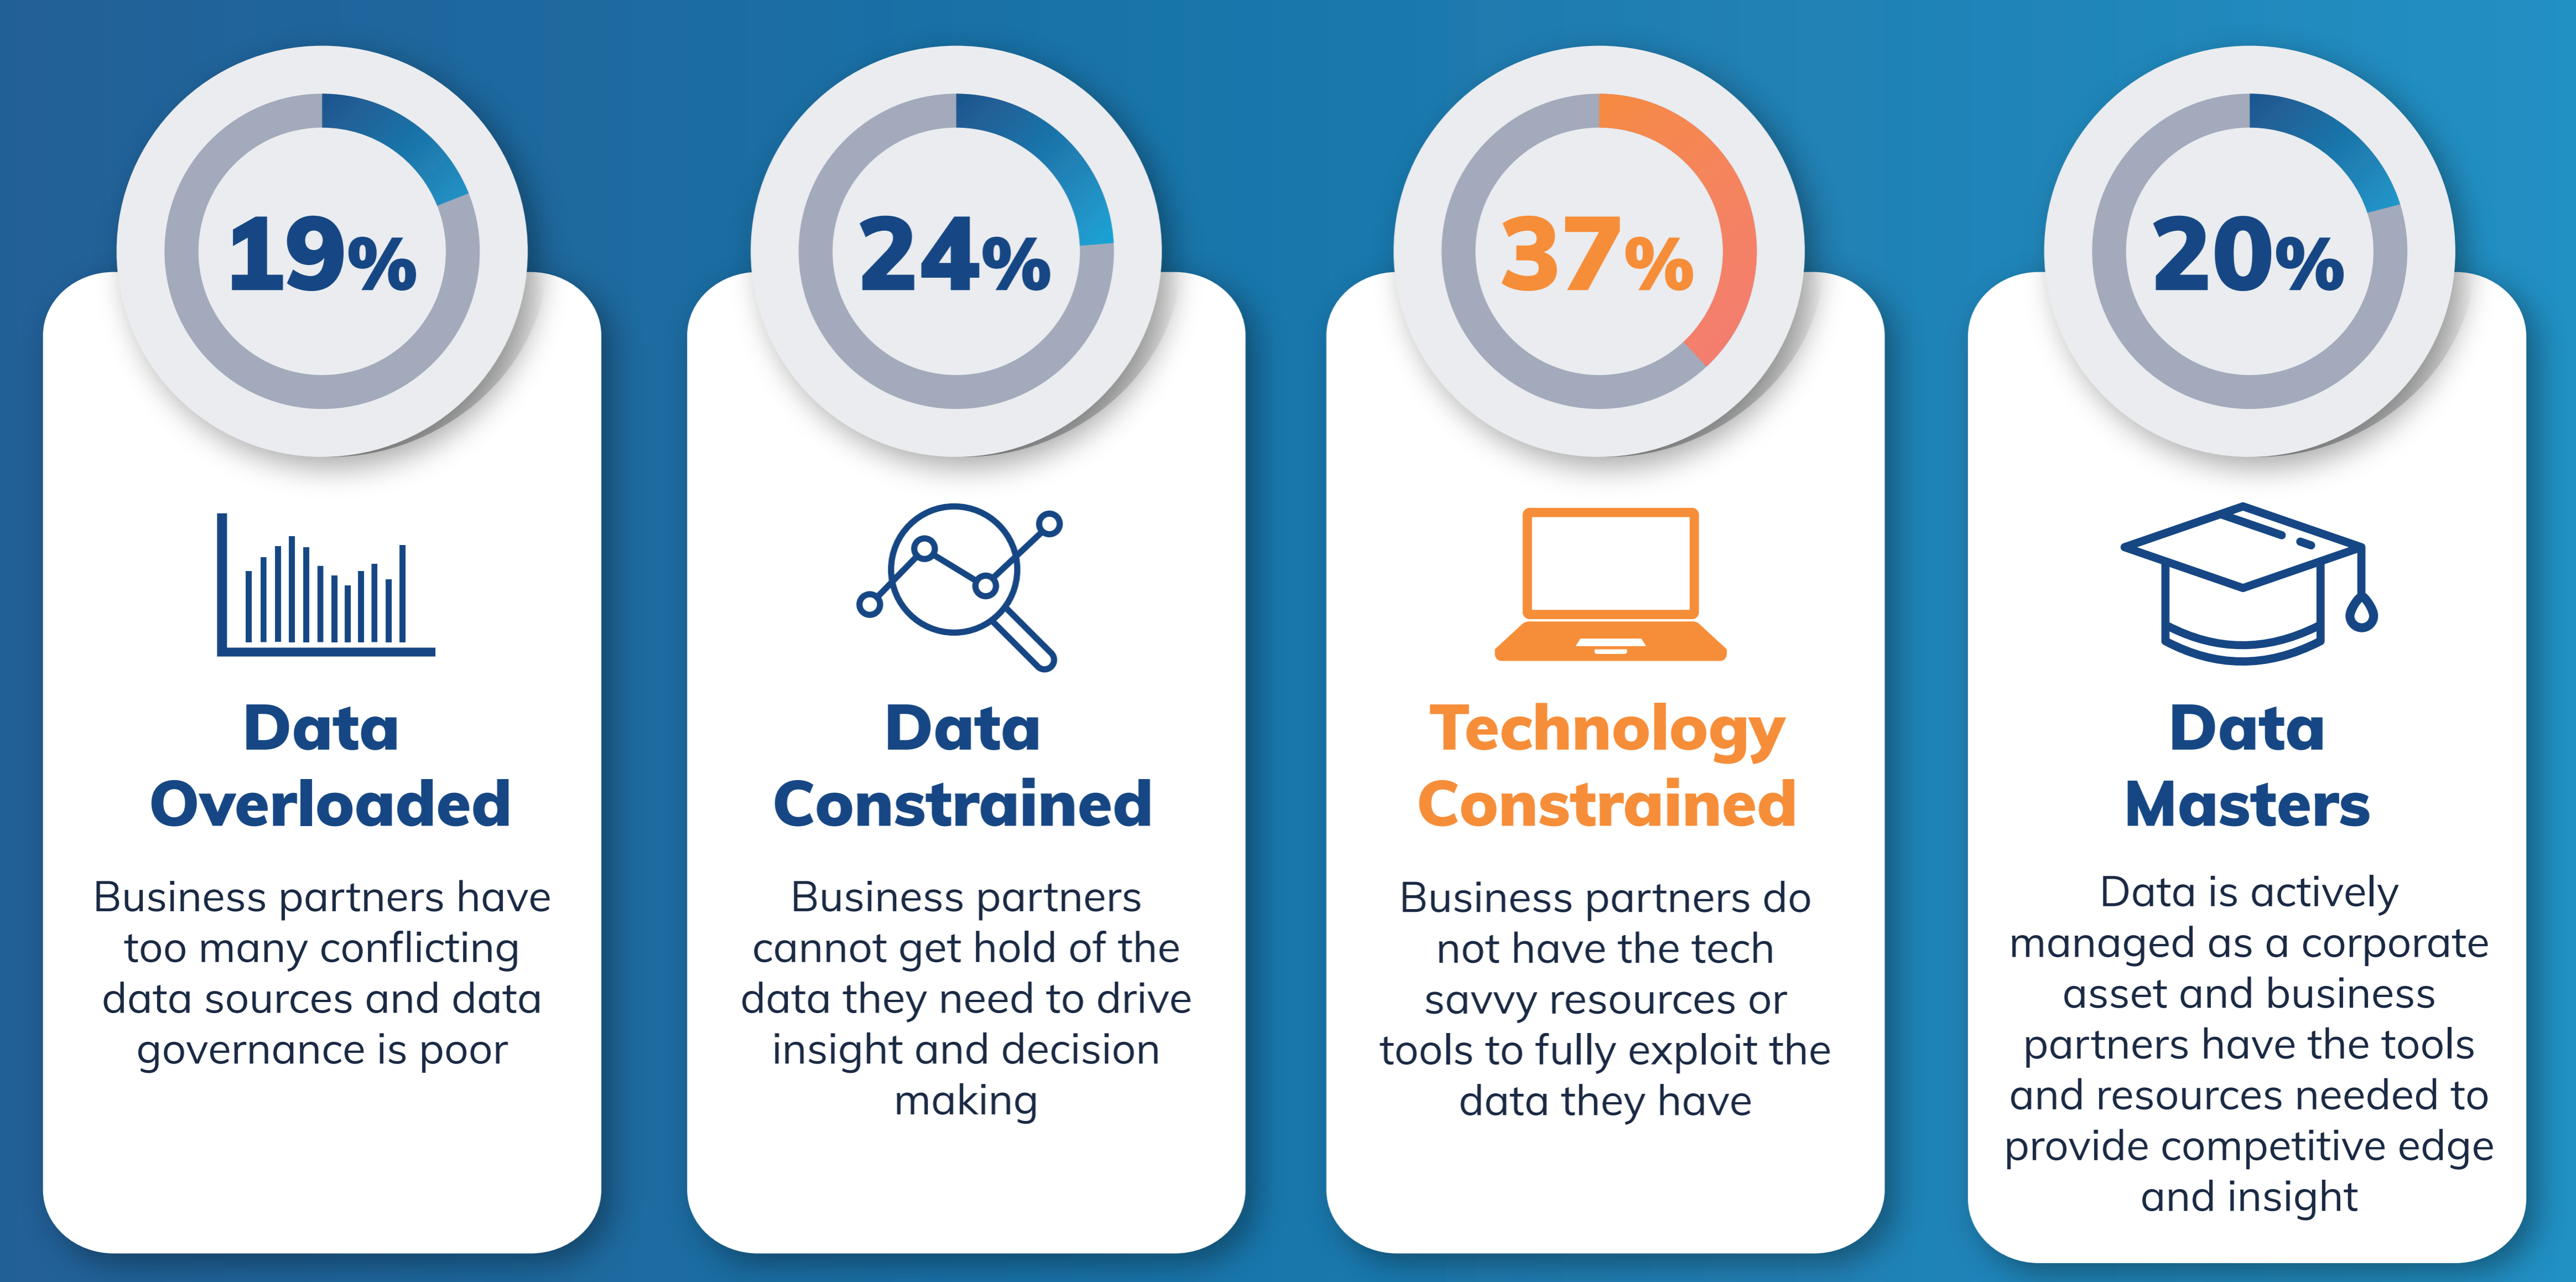 19%
Data
Overloaded
Business partners have
too many conflicting
data sources and data
governance is poor
24%
Data
Constrained
Business partners
cannot get hold of the
data they need to drive
insight and decision
making
37%
Technology
Constrained
Business partners do
not have the tech
savvy resources or
tools to fully exploit the
data they have
20%
Data
Masters
Data is actively
managed as a corporate
asset and business
partners have the tools
and resources needed to
provide competitive edge
and insight